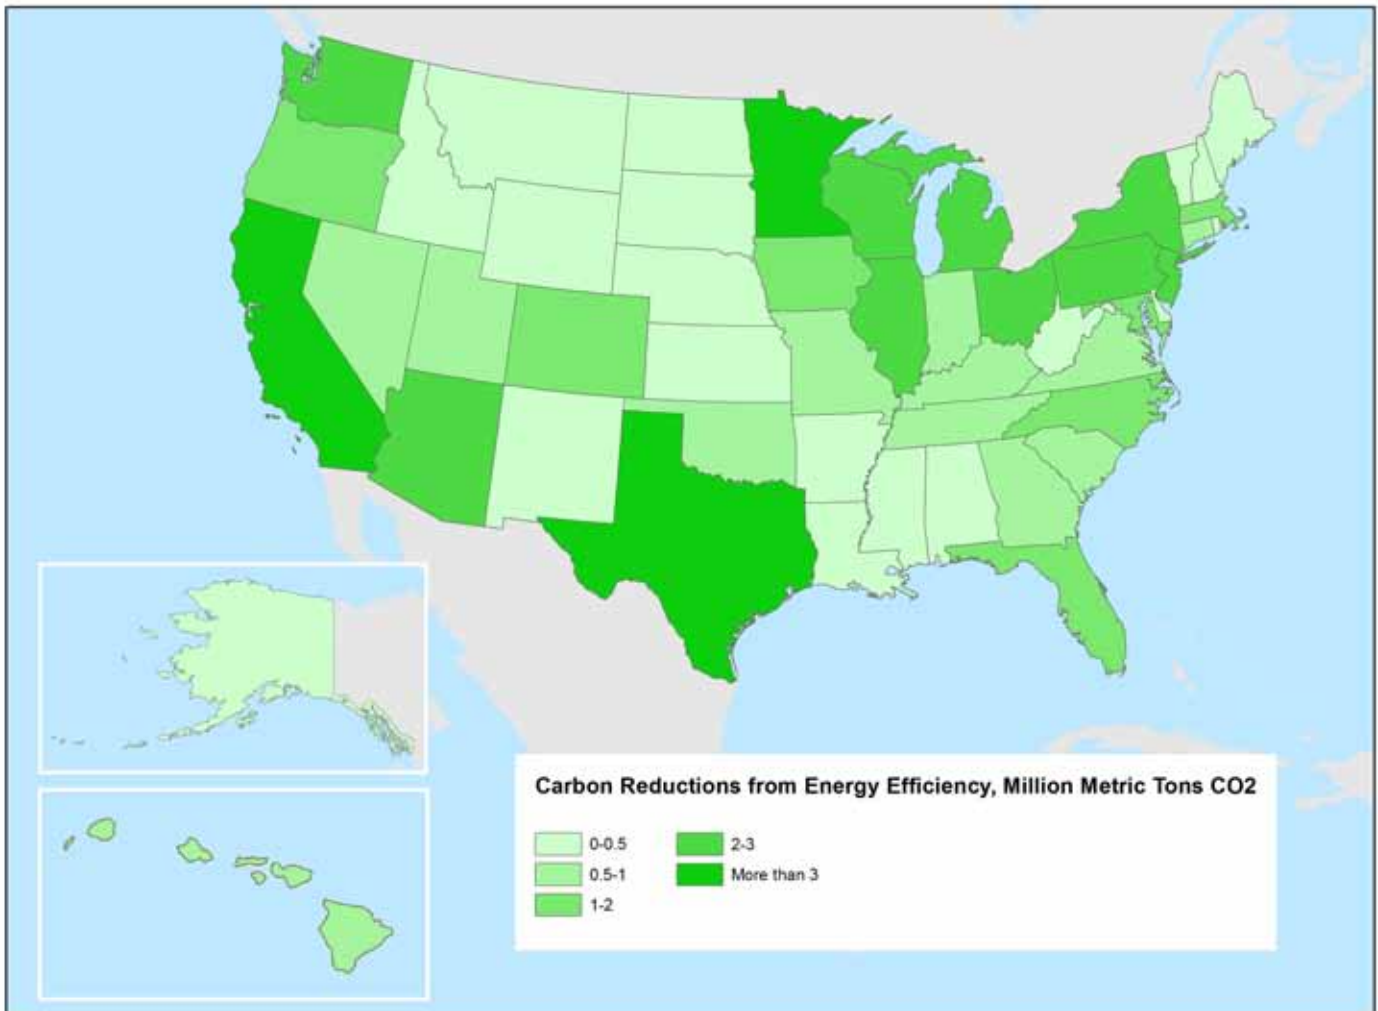 Carbon Reductions from Energy Efficiency, Million Metric Tons CO2
0-0.5
0.5-1
1-2
2-3
More than 3